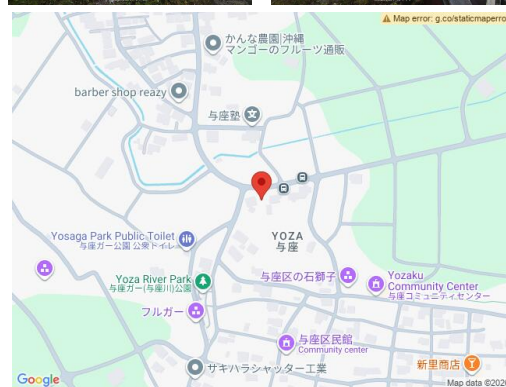 Map error: g.co/staticmaperro
かんな農園|沖縄
マンゴーのフルーツ通販
barber shop reazy
与座塾
YOZA
与座
Yosaga Park Public Toilet
与座ガー公園 公衆トイレ
Yoza River Park
与座ガー(与座川)公園
与座区の石獅子
Yozaku
Community Center
与座コミュニティセンター
フルガー
与座区民館
Community center
サキハラシャッター工業
新里商店
Google
Map data ©202